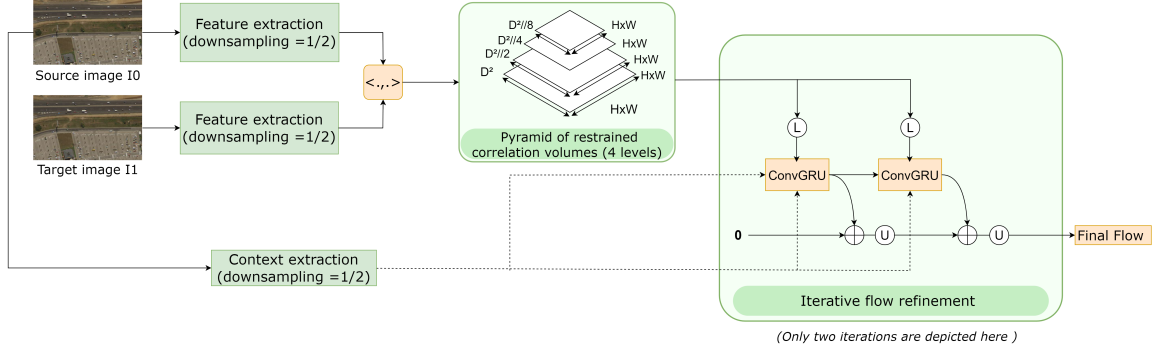 Source image I0
Target image I1
Feature extraction
(downsampling =1/2)
Feature extraction
(downsampling =1/2)
<.,.>
D²//8
D²//4
D²//2
D²
HxW
HxW
HxW
HxW
HxW
Pyramid of restrained
correlation volumes (4 levels)
Context extraction
(downsampling =1/2)
L
L
ConvGRU
ConvGRU
0
U
U
Final Flow
Iterative flow refinement
(Only two iterations are depicted here )